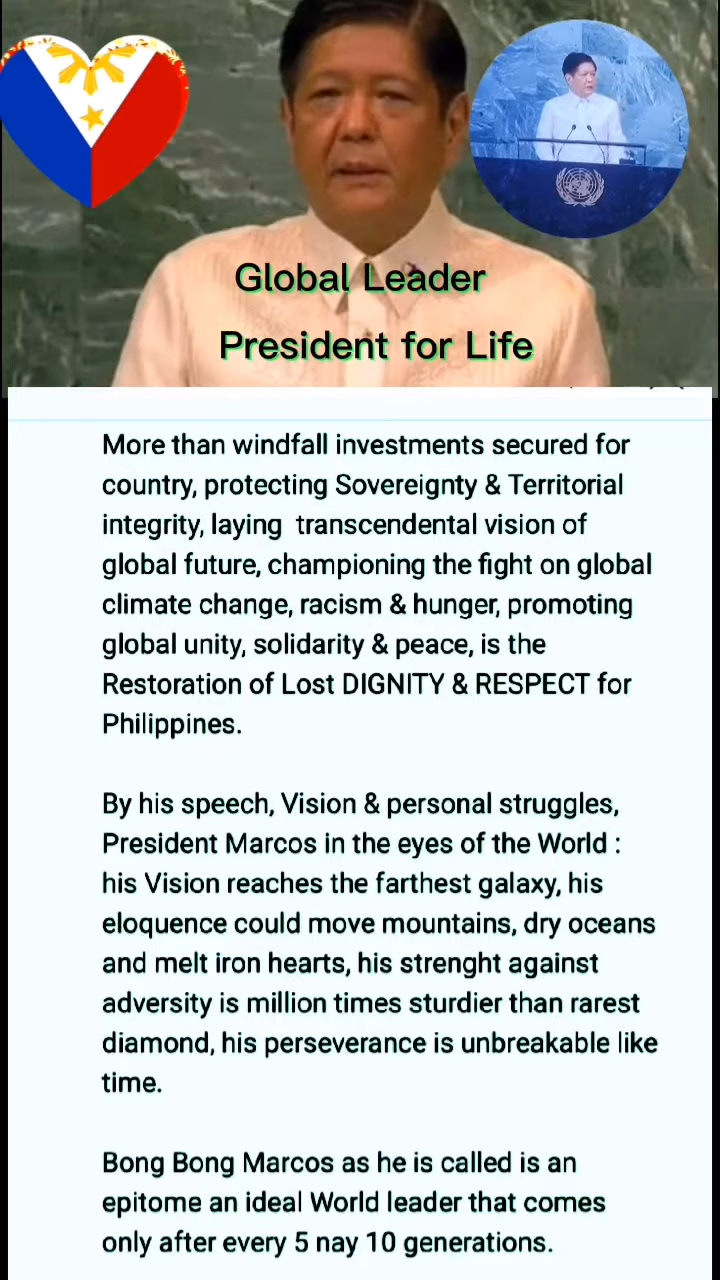 Global Leader
President for Life
More than windfall investments secured for
country, protecting Sovereignty & Territorial
integrity, laying  transcendental vision of
global future, championing the fight on global
climate change, racism & hunger, promoting
global unity, solidarity & peace, is the
Restoration of Lost DIGNITY & RESPECT for
Philippines.
By his speech, Vision & personal struggles,
President Marcos in the eyes of the World :
his Vision reaches the farthest galaxy, his
eloquence could move mountains, dry oceans
and melt iron hearts, his strenght against
adversity is million times sturdier than rarest
diamond, his perseverance is unbreakable like
time.
Bong Bong Marcos as he is called is an
epitome an ideal World leader that comes
only after every 5 nay 10 generations.